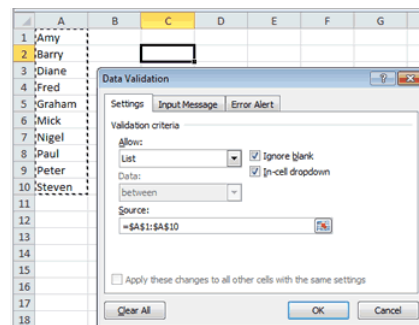 A B C D E F G
1 Amy
2 Barry
3 Diane
4 Fred
5 Graham
6 Mick
7 Nigel
8 Paul
9 Peter
10 Steven
11
12
13
14
15
16
17
18
Data Validation
Settings Input Message Error Alert
Validation criteria
Allow:
List Ignore blank
Data: In-cell dropdown
between
Source:
=$A$1:$A$10
Apply these changes to all other cells with the same settings
Clear All OK Cancel